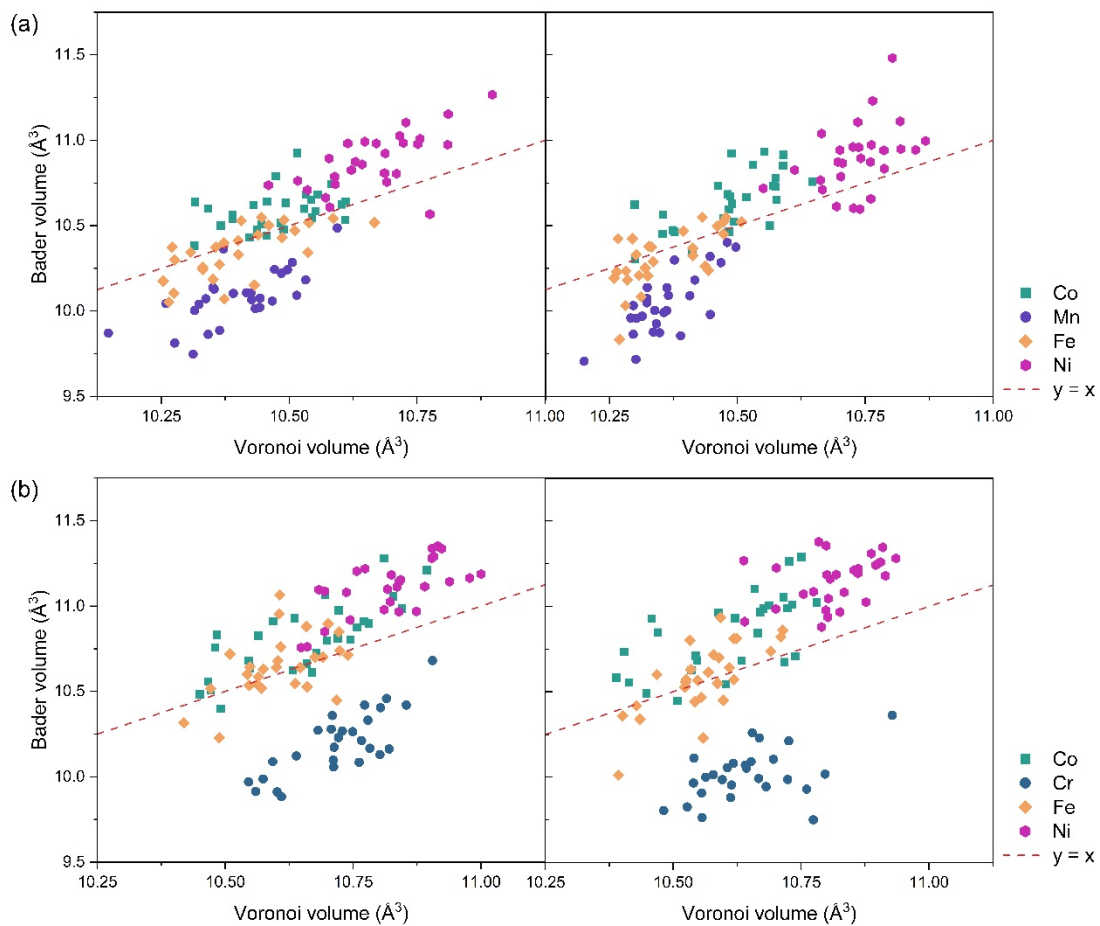 (a)
11.5
11.0
10.5
10.0
9.5
Bader volume (Å³)
10.25 10.50 10.75 11.00 10.25 10.50 10.75 11.00
Voronoi volume (Å³) Voronoi volume (Å³)
Co
Mn
Fe
Ni
y = x
(b)
11.5
11.0
10.5
10.0
9.5
Bader volume (Å³)
10.25 10.50 10.75 11.00 10.25 10.50 10.75 11.00
Voronoi volume (Å³) Voronoi volume (Å³)
Co
Cr
Fe
Ni
y = x